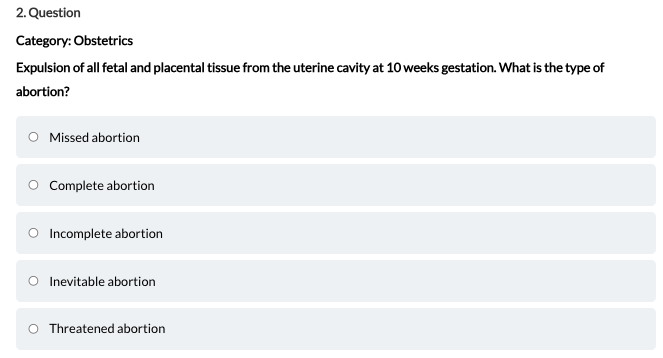 2. Question
Category: Obstetrics
Expulsion of all fetal and placental tissue from the uterine cavity at 10 weeks gestation. What is the type of
abortion?
Missed abortion
Complete abortion
Incomplete abortion
Inevitable abortion
Threatened abortion